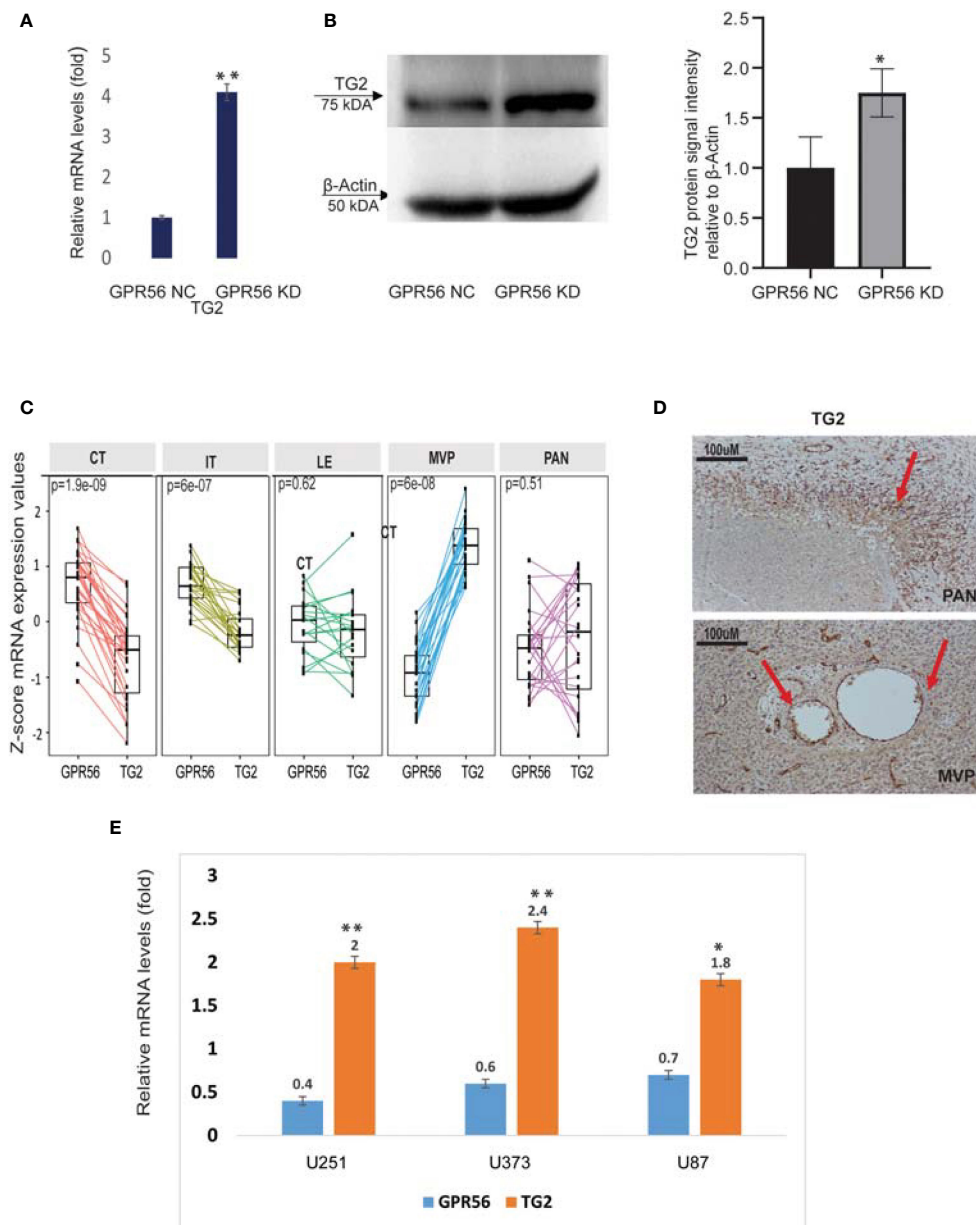 A
Relative mRNA levels (fold)
5
4
3
2
1
0
**
GPR56 NC GPR56 KD
TG2
B
TG2
75 kDA
β-Actin
50 kDA
GPR56 NC GPR56 KD
TG2 protein signal intensity
relative to β-Actin
2.5
2.0
1.5
1.0
0.5
0.0
*
GPR56 NC GPR56 KD
C
Z-score mRNA expression values
2
1
0
-1
-2
CT IT LE MVP PAN
p=1.9e-09 p=6e-07 p=0.62 p=6e-08 p=0.51
CT
CT
GPR56 TG2 GPR56 TG2 GPR56 TG2 GPR56 TG2 GPR56 TG2
D
TG2
100uM
PAN
100uM
MVP
E
Relative mRNA levels (fold)
3
2.5
2
1.5
1
0.5
0
0.4
**
2
0.6
**
2.4
0.7
*
1.8
U251 U373 U87
GPR56 TG2